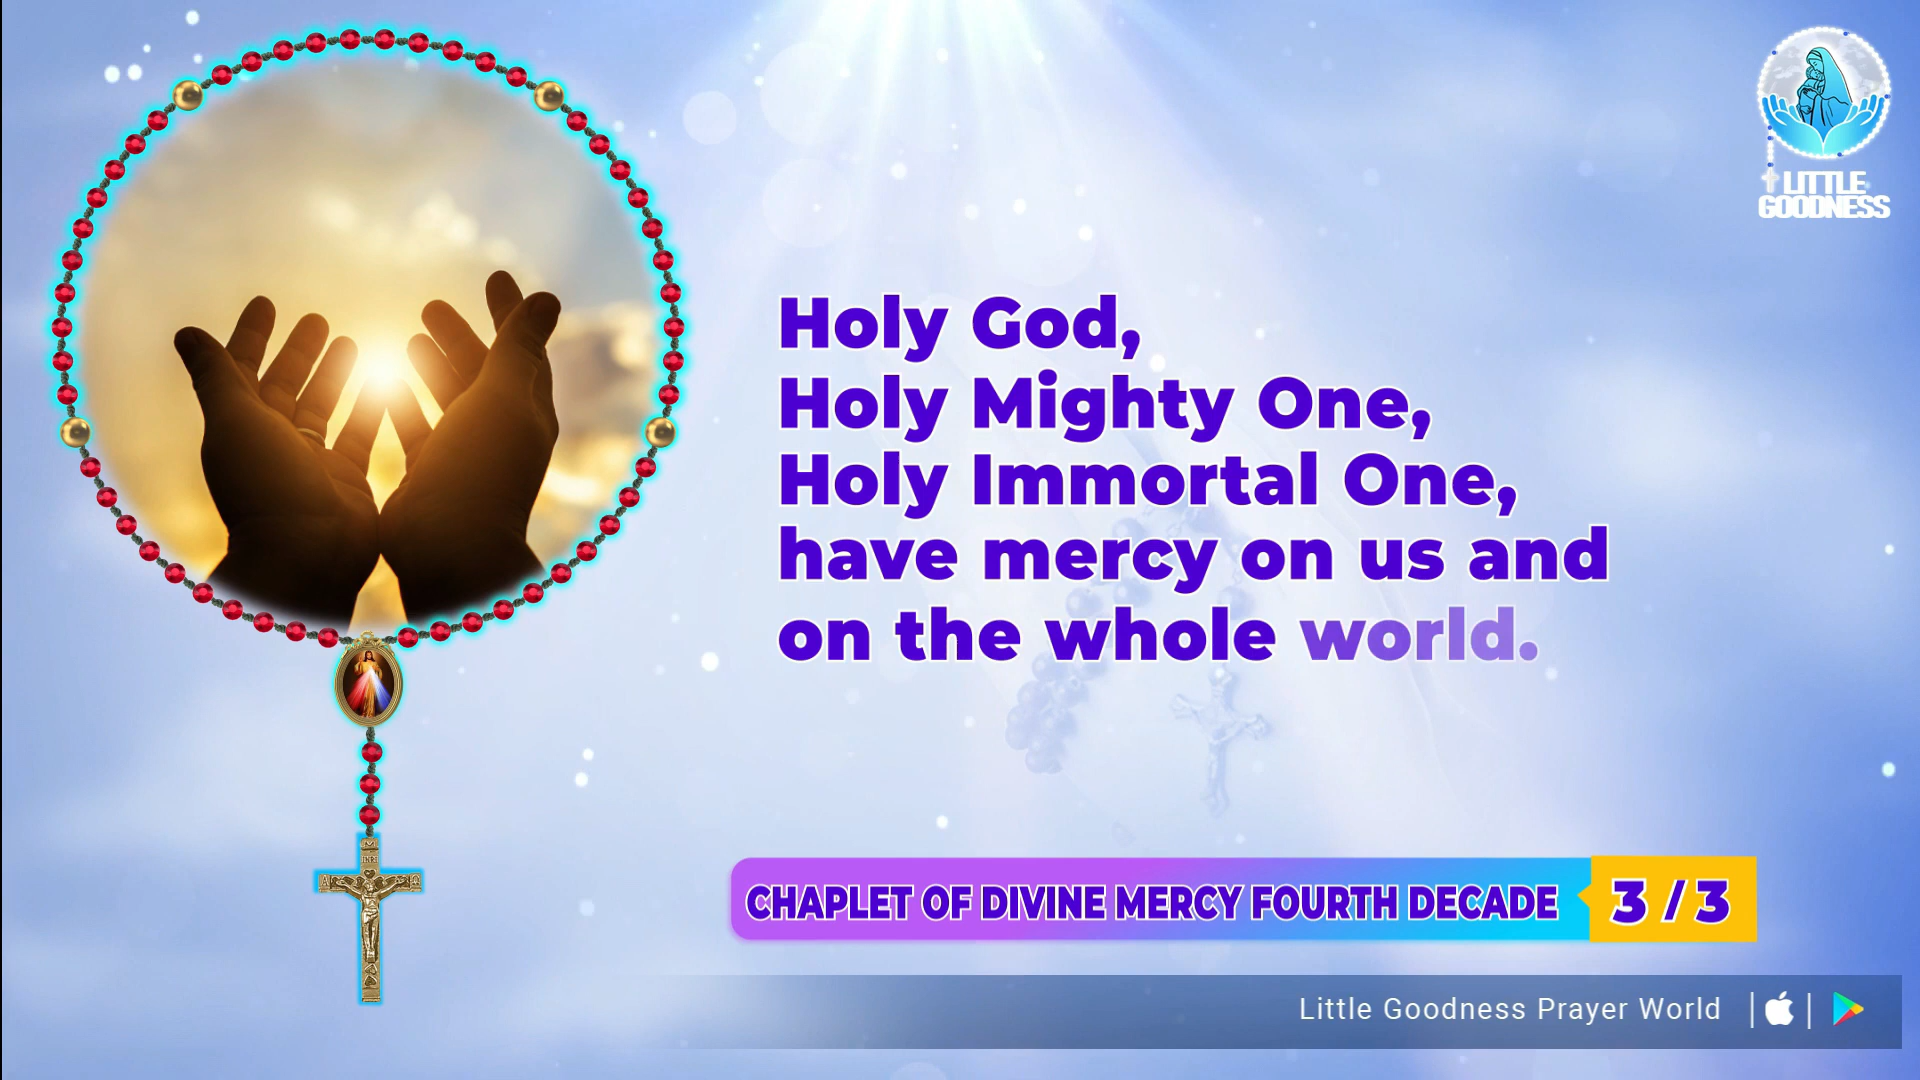 LITTLE
GOODNESS
Holy God,
Holy Mighty One,
Holy Immortal One,
have mercy on us and
on the whole world.
INRI
CHAPLET OF DIVINE MERCY FOURTH DECADE 3 / 3
Little Goodness Prayer World